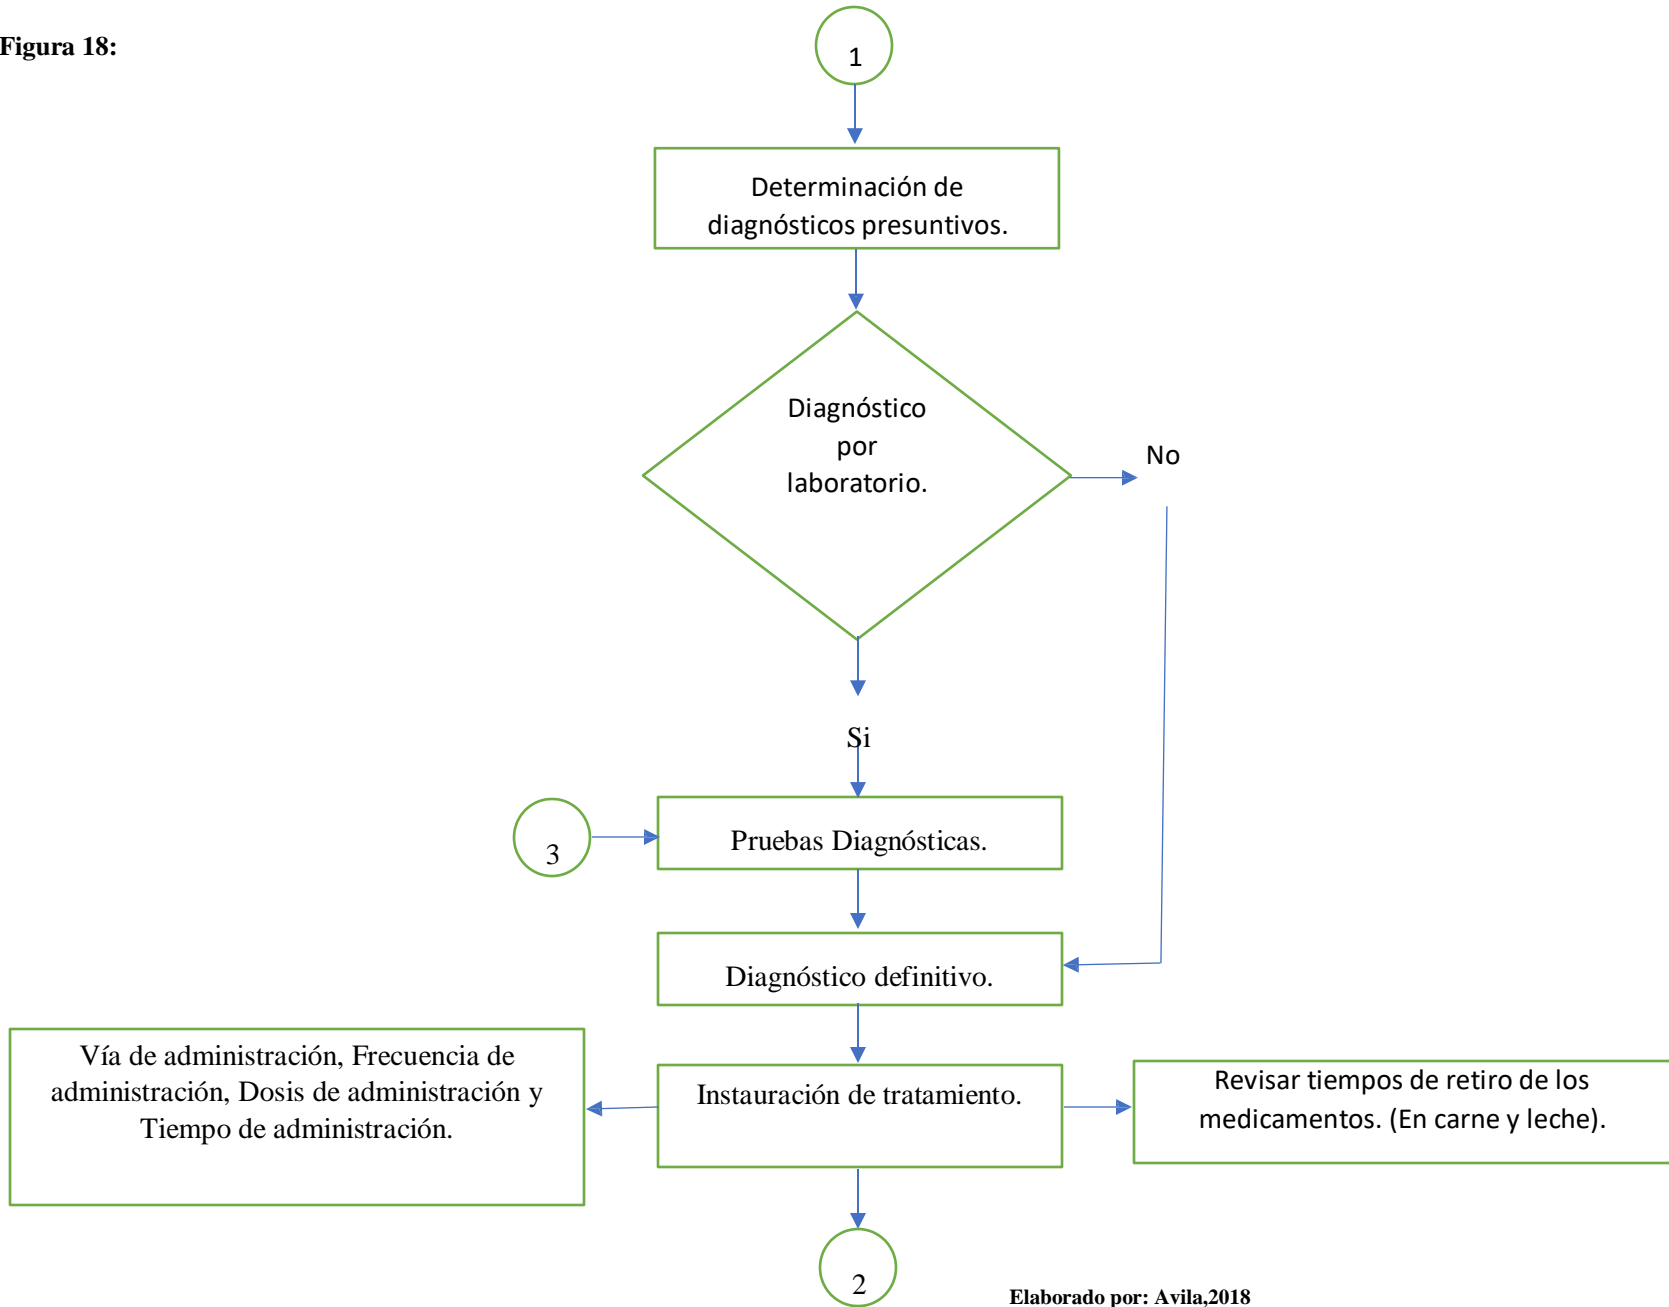 Figura 18:
1
Determinación de
diagnósticos presuntivos.
Diagnóstico
por
laboratorio.
No
Si
3
Pruebas Diagnósticas.
Diagnóstico definitivo.
Vía de administración, Frecuencia de
administración, Dosis de administración y
Tiempo de administración.
Instauración de tratamiento.
Revisar tiempos de retiro de los
medicamentos. (En carne y leche).
2
Elaborado por: Avila,2018